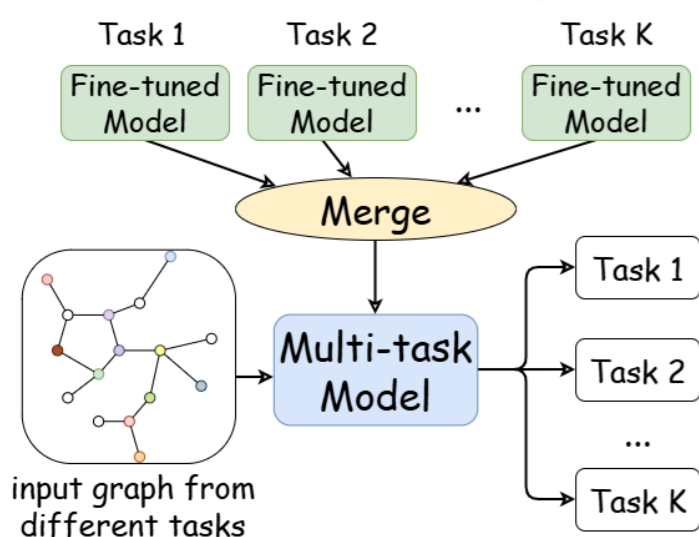 Task 1
Task 2
Task K
Fine-tuned
Model
Fine-tuned
Model
...
Fine-tuned
Model
Merge
Multi-task
Model
Task 1
Task 2
...
Task K
input graph from
different tasks